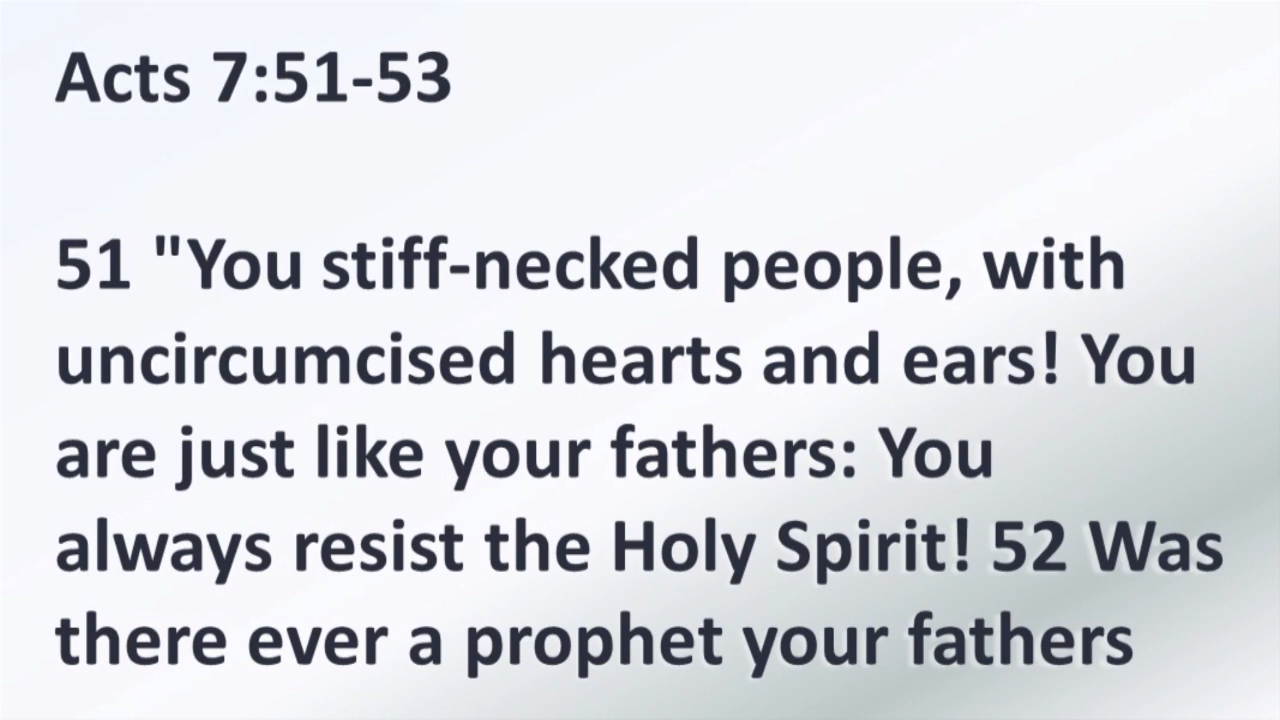 Acts 7:51-53
51 "You stiff-necked people, with
uncircumcised hearts and ears! You
are just like your fathers: You
always resist the Holy Spirit! 52 Was
there ever a prophet your fathers